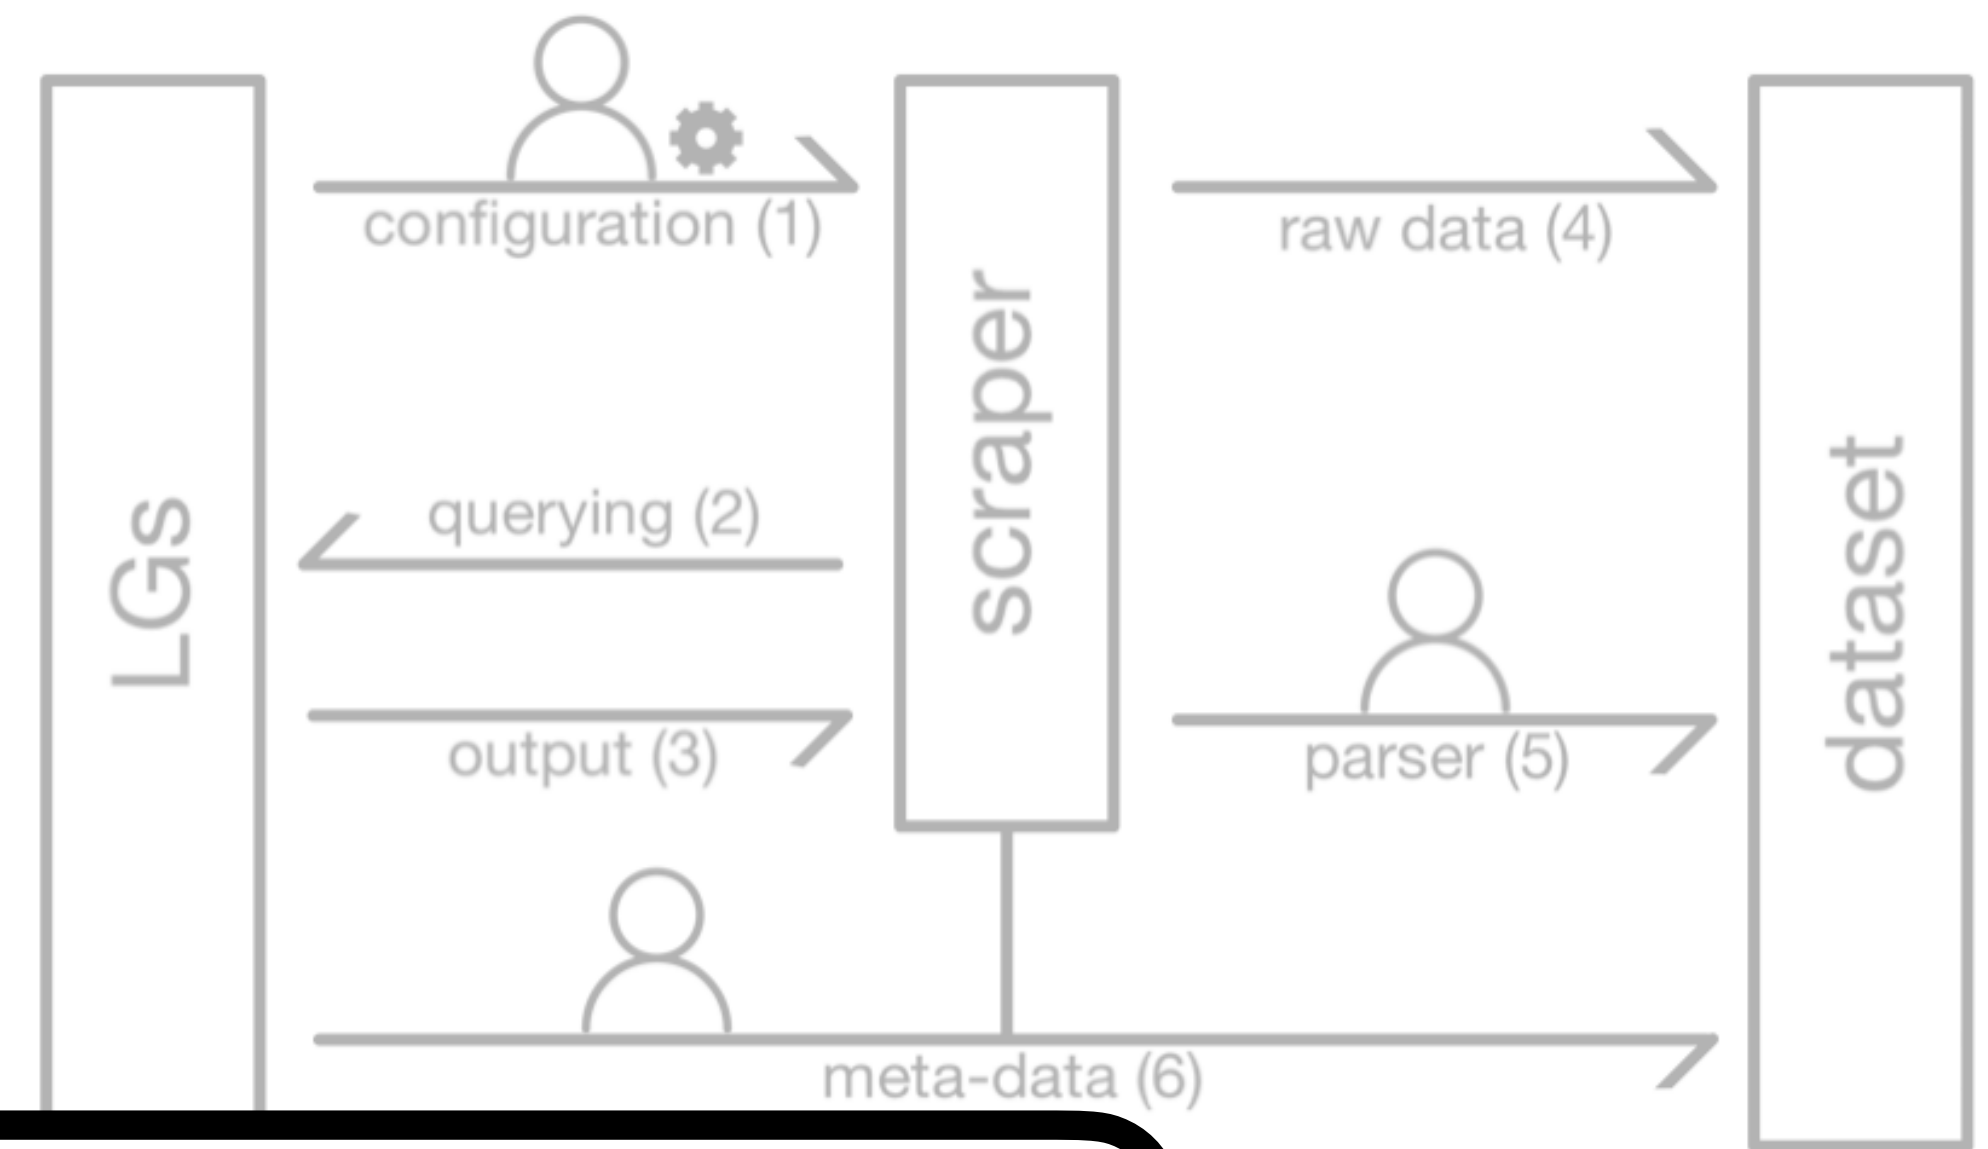 LGs
configuration (1)
querying (2)
output (3)
scraper
raw data (4)
parser (5)
meta-data (6)
dataset